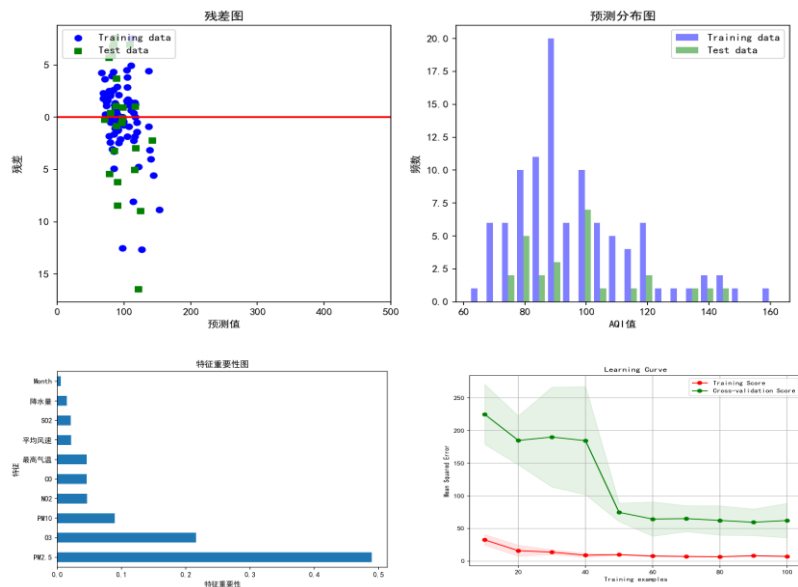 残差图
Training data
Test data
5
0
5
10
15
残差
0
100
200
300
400
500
预测值
预测分布图
Training data
Test data
20.0
17.5
15.0
12.5
10.0
7.5
5.0
2.5
0.0
频数
60
80
100
120
140
160
AQI值
特征重要性图
Month
降水量
SO2
平均风速
最高气温
CO
NO2
PM10
O3
PM2.5
特征
0.0
0.1
0.2
0.3
0.4
0.5
特征重要性
Learning Curve
Training Score
Cross-validation Score
250
200
150
100
50
0
Mean Squared Error
20
40
60
80
100
Training examples